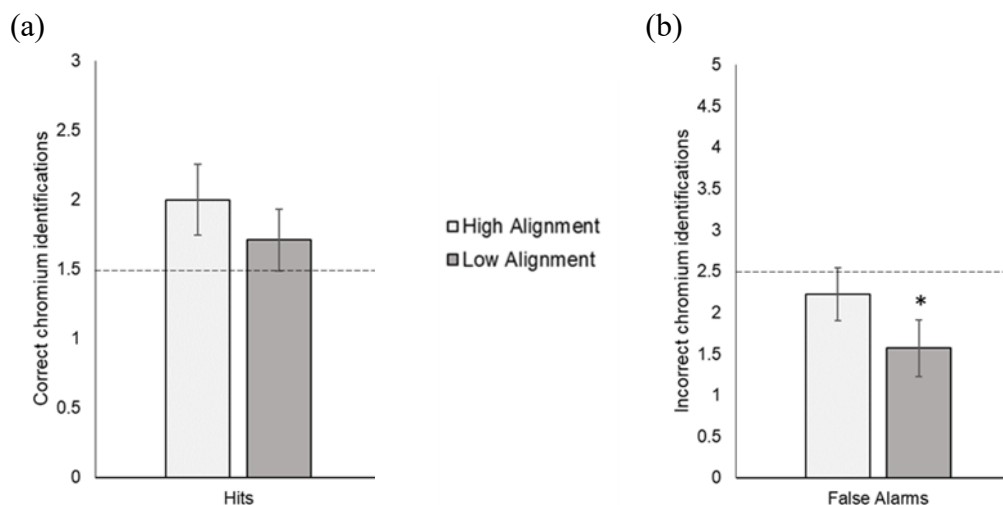 (a)
3
2.5
2
1.5
1
0.5
0
Correct chromium identifications
Hits
High Alignment
Low Alignment
(b)
5
4.5
4
3.5
3
2.5
2
1.5
1
0.5
0
Incorrect chromium identifications
*
False Alarms